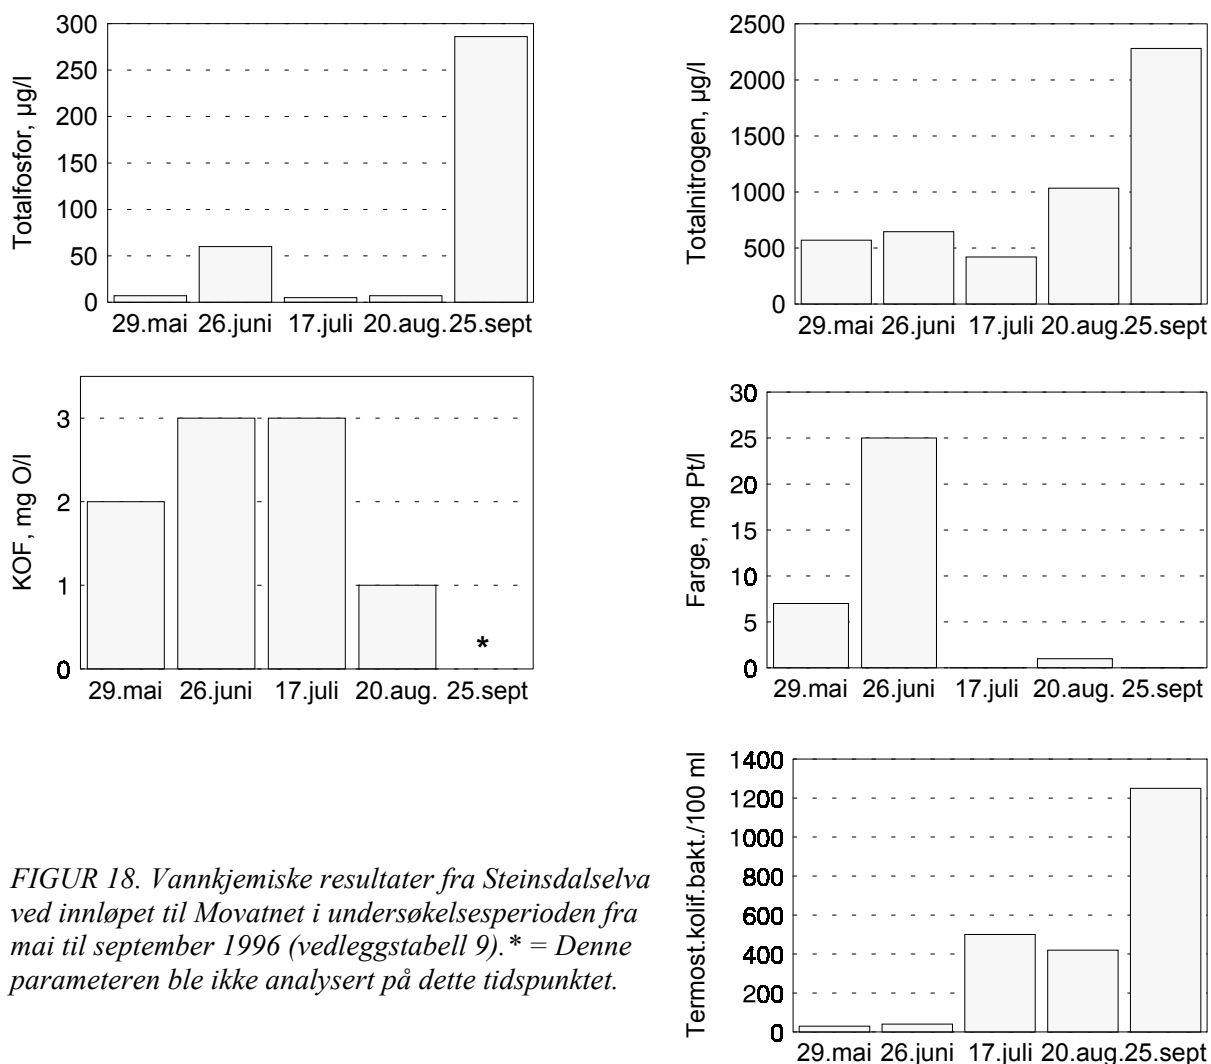 Totalfosfor, µg/l
300
250
200
150
100
50
0
29.mai 26.juni 17.juli 20.aug. 25.sept
Totalnitrogen, µg/l
2500
2000
1500
1000
500
0
29.mai 26.juni 17.juli 20.aug. 25.sept
KOF, mg O/l
3
2
1
0
*
29.mai 26.juni 17.juli 20.aug. 25.sept
Farge, mg Pt/l
30
25
20
15
10
5
0
29.mai 26.juni 17.juli 20.aug. 25.sept
Termost.kolif.bakt./100 ml
1400
1200
1000
800
600
400
200
0
29.mai 26.juni 17.juli 20.aug. 25.sept
FIGUR 18. Vannkjemiske resultater fra Steinsdalselva
ved innløpet til Movatnet i undersøkelsesperioden fra
mai til september 1996 (vedleggstabell 9).* = Denne
parameteren ble ikke analysert på dette tidspunktet.